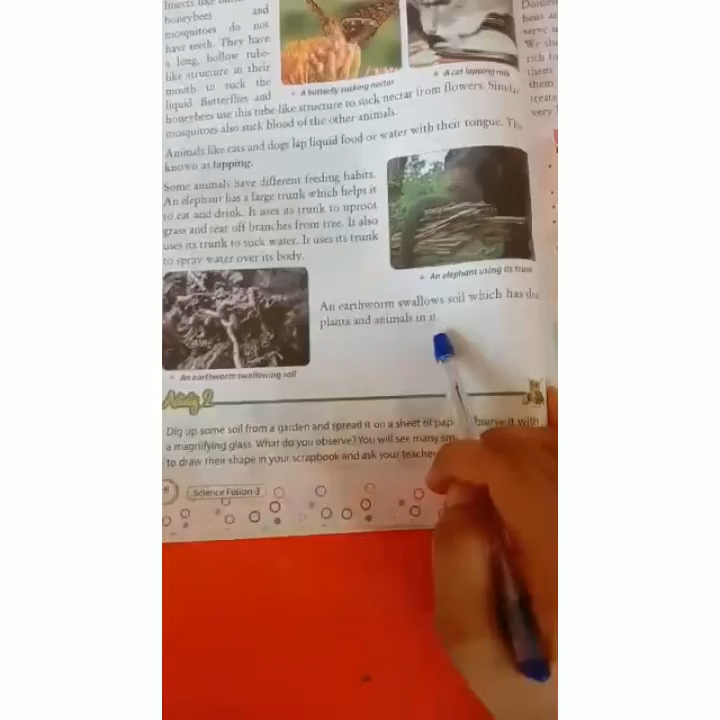 Insects like
honeybees and
mosquitoes do not
have teeth. They have
a long, hollow tube-
like structure in their
mouth to suck the
liquid. Butterflies and
honeybees use this tube-like structure to suck nectar from flowers.
mosquitoes also suck blood of the other animals.
A butterfly sucking nectar
A cat lapping milk
Animals like cats and dogs lap liquid food or water with their tongue.
known as lapping.
Some animals have different feeding habits.
An elephant has a large trunk which helps it
to eat and drink. It uses its trunk to uproot
grass and tear off branches from tree. It also
uses its trunk to suck water. It uses its trunk
to spray water over its body.
An elephant using its trunk
An earthworm swallows soil which has
plants and animals in it.
An earthworm swallowing soil
Activity 2
Dig up some soil from a garden and spread it on a sheet of with
a magnifying glass. What do you observe? You will see many
to draw their shape in your scrapbook and ask your
Science Fusion-3
We
rich
them
them
treat
very